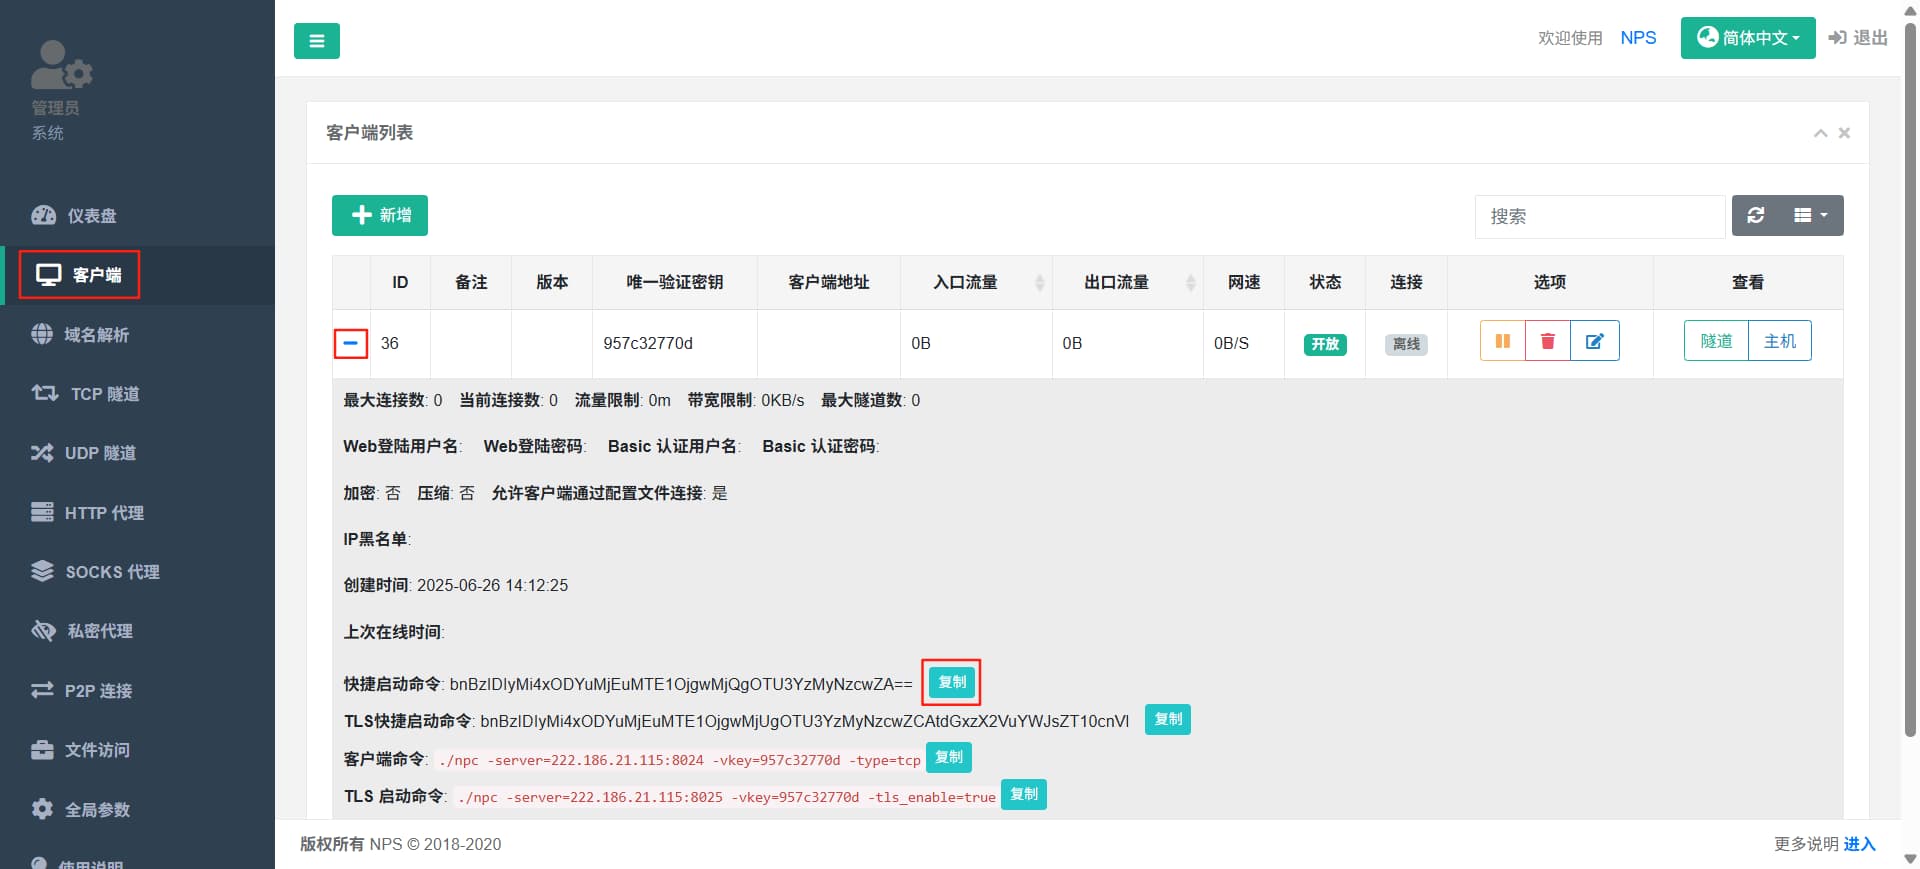 欢迎使用 NPS 简体中文 退出
管理员
系统
仪表盘
客户端
域名解析
TCP 隧道
UDP 隧道
HTTP 代理
SOCKS 代理
私密代理
P2P 连接
文件访问
全局参数
使用说明
客户端列表
新增
搜索
ID 备注 版本 唯一验证密钥 客户端地址 入口流量 出口流量 网速 状态 连接 选项 查看
36 957c32770d 0B 0B 0B/S 开放 离线 隧道 主机
最大连接数: 0 当前连接数: 0 流量限制: 0m 带宽限制: 0KB/s 最大隧道数: 0
Web登陆用户名: Web登陆密码: Basic 认证用户名: Basic 认证密码:
加密: 否 压缩: 否 允许客户端通过配置文件连接: 是
IP黑名单:
创建时间: 2025-06-26 14:12:25
上次在线时间:
快捷启动命令: bnBzIDIyMi4xODYuMjEuMTE1OjgwMjQgOTU3YzMyNzcwZA== 复制
TLS快捷启动命令: bnBzIDIyMi4xODYuMjEuMTE1OjgwMjUgOTU3YzMyNzcwZCAtdGxzX2VuYWJsZT10cnVl 复制
客户端命令: ./npc -server=222.186.21.115:8024 -vkey=957c32770d -type=tcp 复制
TLS 启动命令: ./npc -server=222.186.21.115:8025 -vkey=957c32770d -tls_enable=true 复制
版权所有 NPS © 2018-2020
更多说明 进入